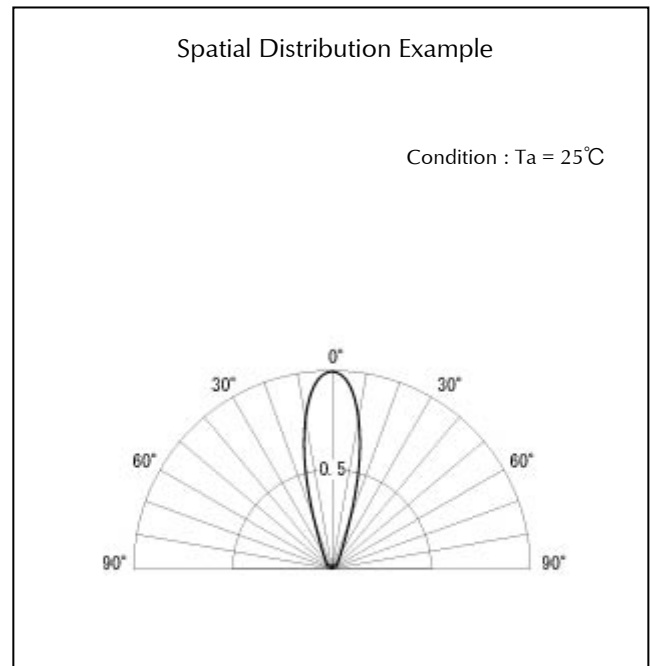 Spatial Distribution Example
Condition : Ta = 25℃
0°
30° 30°
0.5
60° 60°
90° 90°